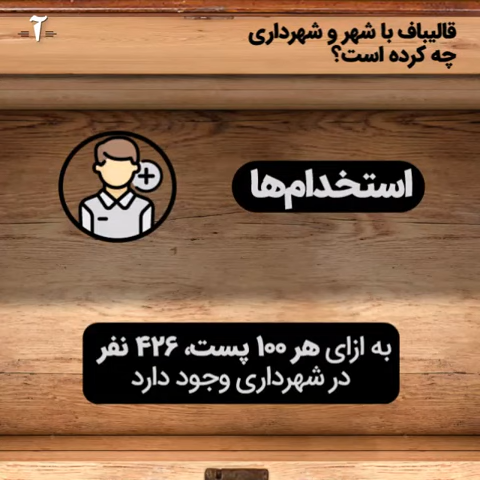 قالیباف با شهر و شهرداری
چه کرده است؟
آ
استخدام‌ها
به ازای هر ۱۰۰ پست، ۴۲۶ نفر
در شهرداری وجود دارد